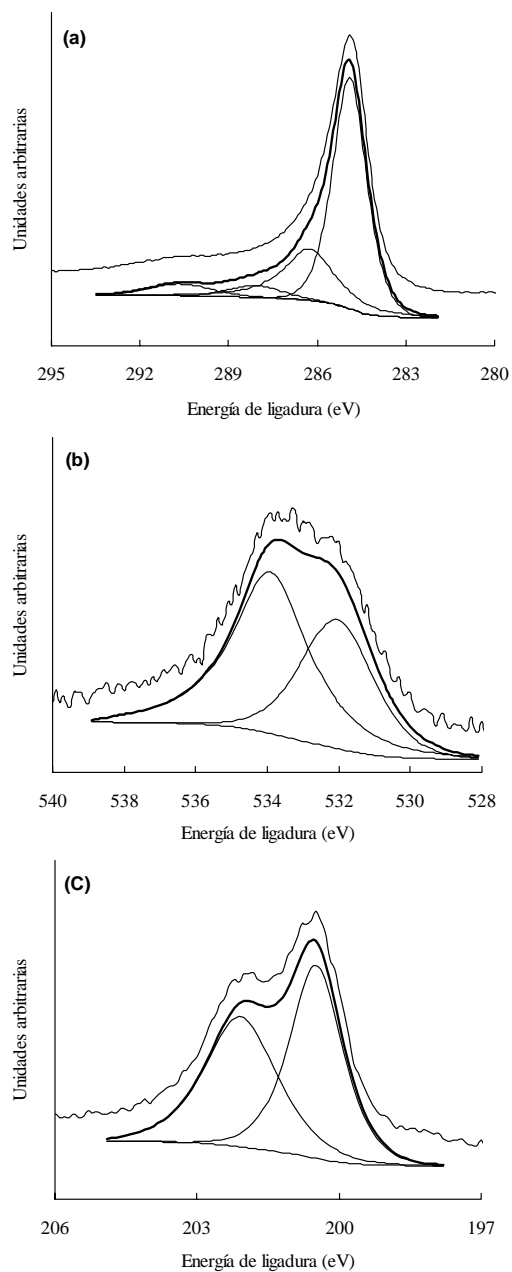 (a)
Unidades arbitrarias
295 292 289 286 283 280
Energía de ligadura (eV)
(b)
Unidades arbitrarias
540 538 536 534 532 530 528
Energía de ligadura (eV)
(C)
Unidades arbitrarias
206 203 200 197
Energía de ligadura (eV)